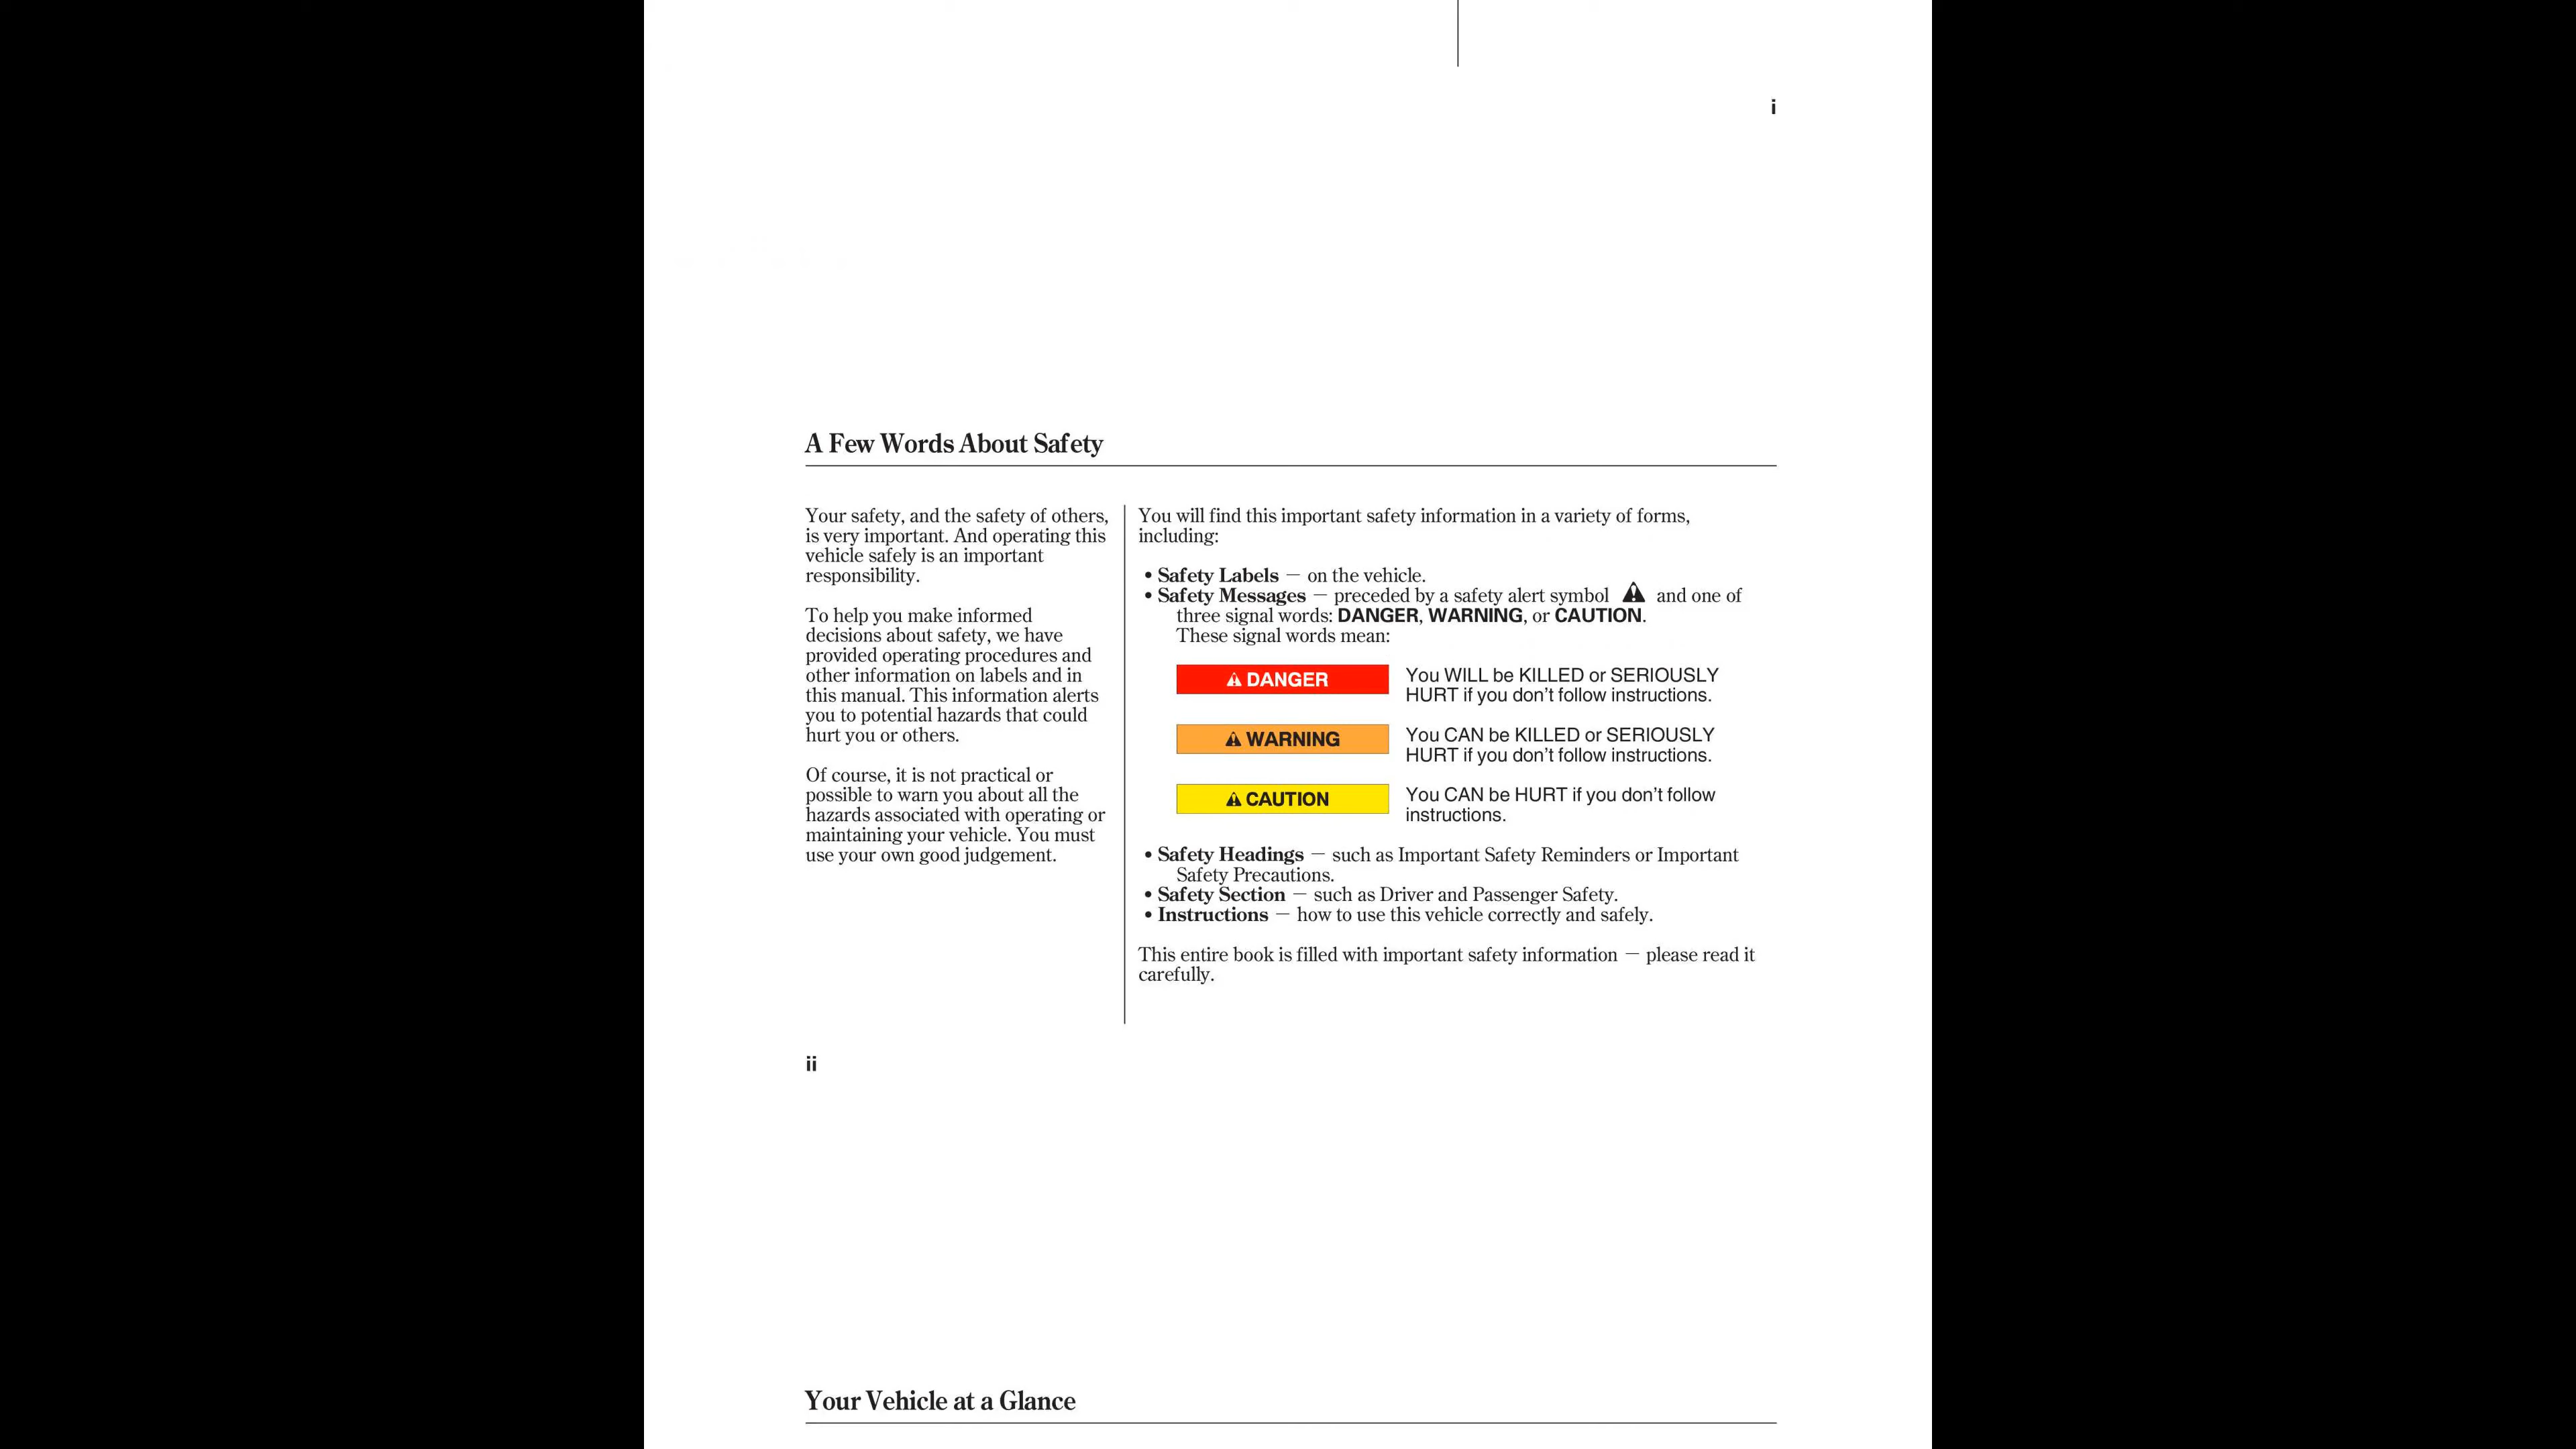 i
A Few Words About Safety
Your safety, and the safety of others,
is very important. And operating this
vehicle safely is an important
responsibility.
To help you make informed
decisions about safety, we have
provided operating procedures and
other information on labels and in
this manual. This information alerts
you to potential hazards that could
hurt you or others.
Of course, it is not practical or
possible to warn you about all the
hazards associated with operating or
maintaining your vehicle. You must
use your own good judgement.
You will find this important safety information in a variety of forms,
including:
• Safety Labels — on the vehicle.
• Safety Messages — preceded by a safety alert symbol ⚠ and one of
three signal words: DANGER, WARNING, or CAUTION.
These signal words mean:
⚠ DANGER
You WILL be KILLED or SERIOUSLY
HURT if you don't follow instructions.
⚠ WARNING
You CAN be KILLED or SERIOUSLY
HURT if you don't follow instructions.
⚠ CAUTION
You CAN be HURT if you don't follow
instructions.
• Safety Headings — such as Important Safety Reminders or Important
Safety Precautions.
• Safety Section — such as Driver and Passenger Safety.
• Instructions — how to use this vehicle correctly and safely.
This entire book is filled with important safety information — please read it
carefully.
ii
Your Vehicle at a Glance